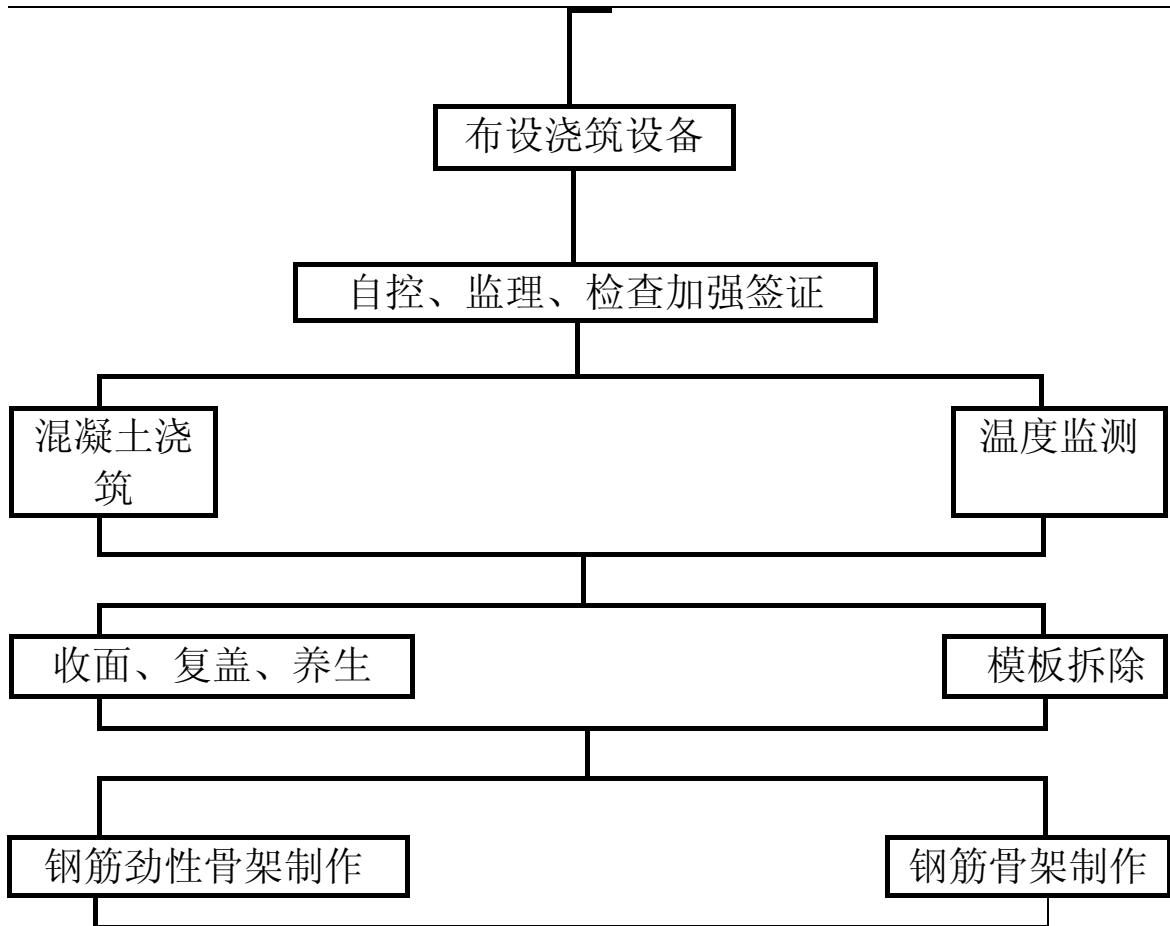 布设浇筑设备
自控、监理、检查加强签证
混凝土浇
筑
温度监测
收面、复盖、养生
模板拆除
钢筋劲性骨架制作
钢筋骨架制作